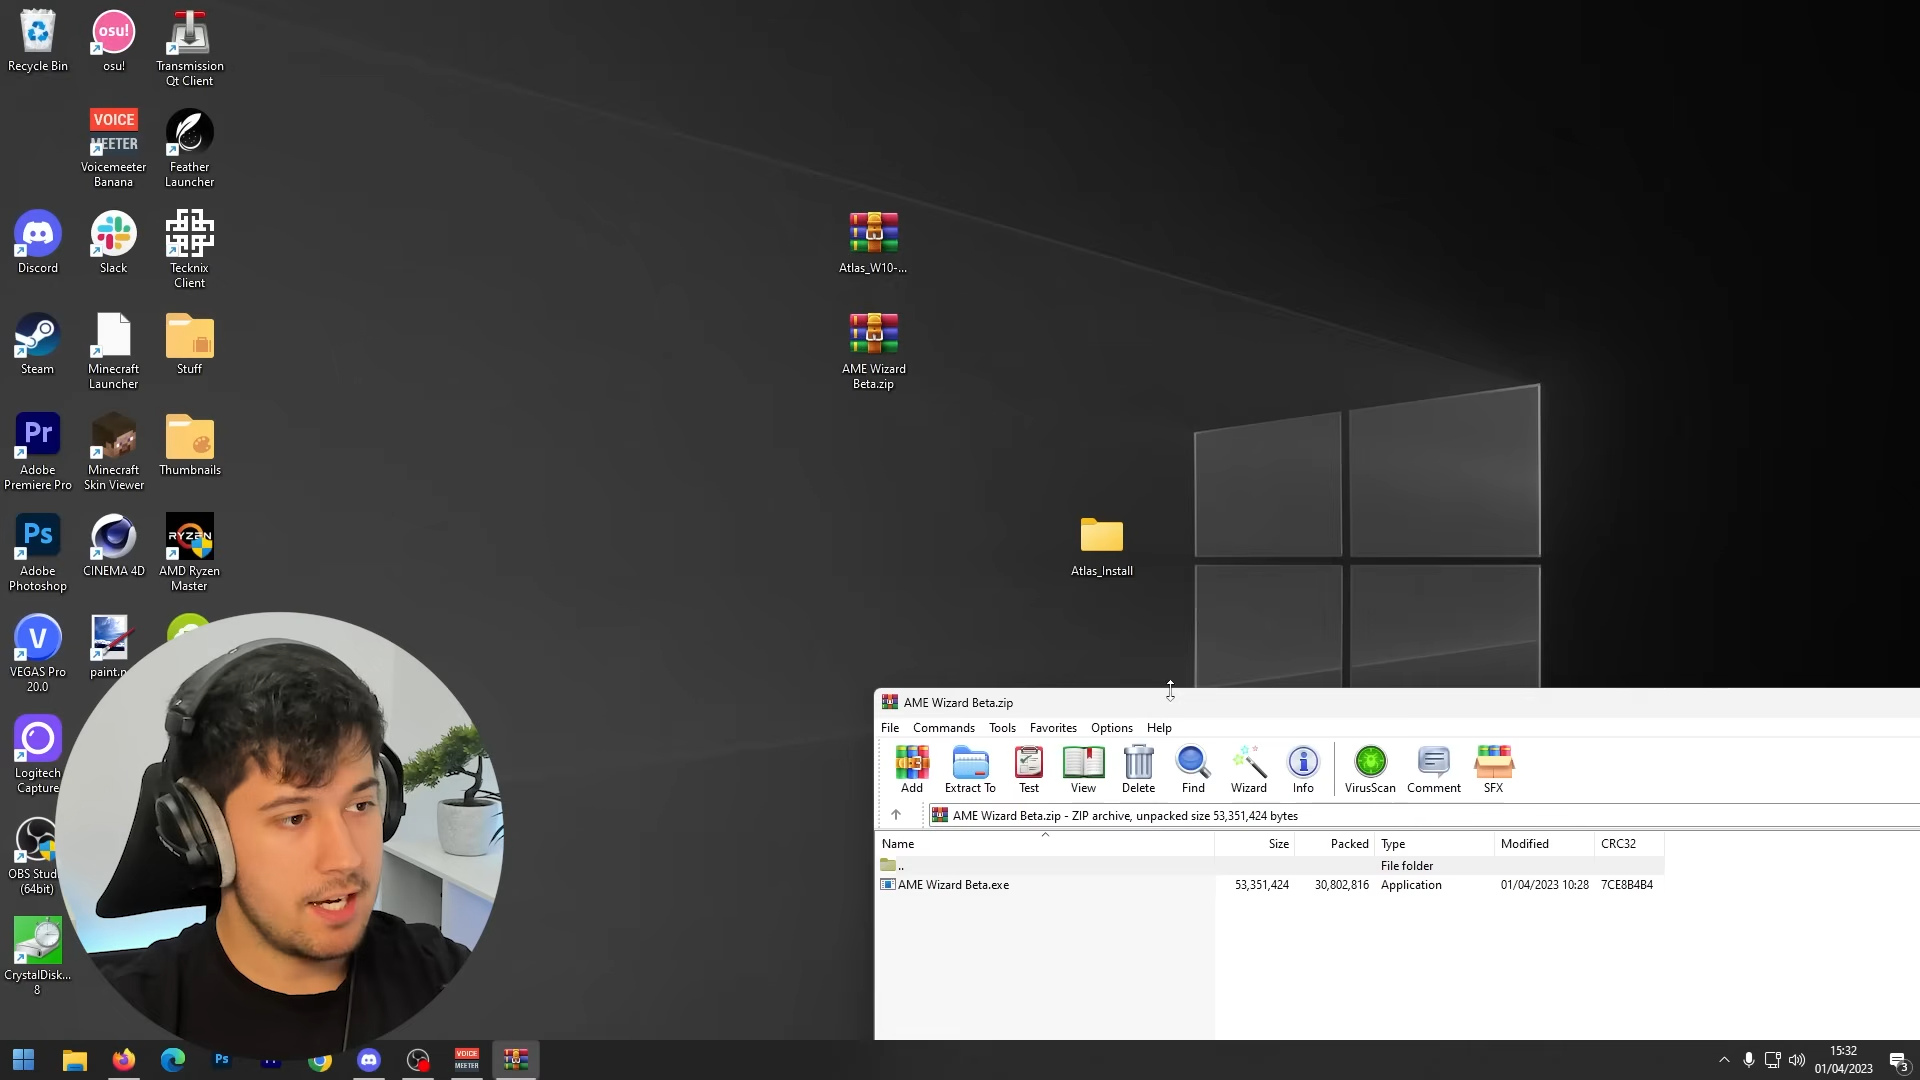 Recycle Bin
osu!
osu!
Transmission
Qt Client
VOICE
MEETER
Voicemeeter
Banana
Feather
Launcher
Discord
Slack
Tecknix
Client
Steam
Minecraft
Launcher
Stuff
Pr
Adobe
Premiere Pro
Minecraft
Skin Viewer
Thumbnails
Ps
Adobe
Photoshop
CINEMA 4D
RYZEN
AMD Ryzen
Master
V
VEGAS Pro
20.0
paint.n
Logitech
Capture
OBS Stud
(64bit)
CrystalDisk...
8
Atlas_W10-...
AME Wizard
Beta.zip
Atlas_Install
AME Wizard Beta.zip
File Commands Tools Favorites Options Help
Add Extract To Test View Delete Find Wizard Info VirusScan Comment SFX
AME Wizard Beta.zip - ZIP archive, unpacked size 53,351,424 bytes
Name Size Packed Type Modified CRC32
.. File folder
AME Wizard Beta.exe 53,351,424 30,802,816 Application 01/04/2023 10:28 7CE8B4B4
Ps
VOICE
MEETER
15:32
01/04/2023
3